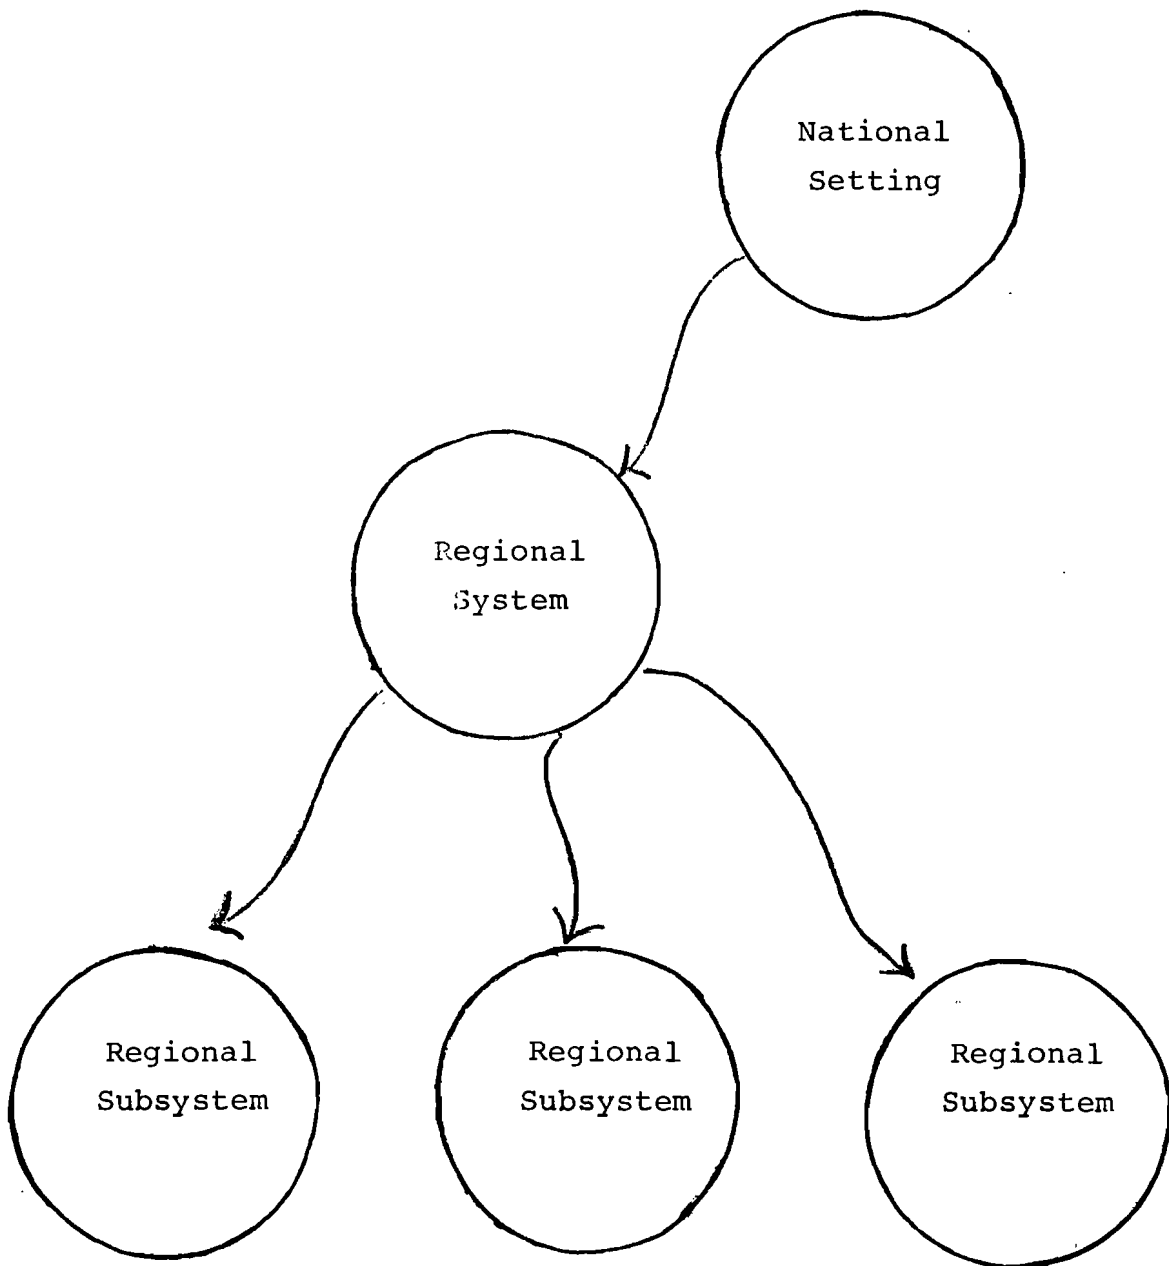 National
Setting
Regional
System
Regional
Subsystem
Regional
Subsystem
Regional
Subsystem